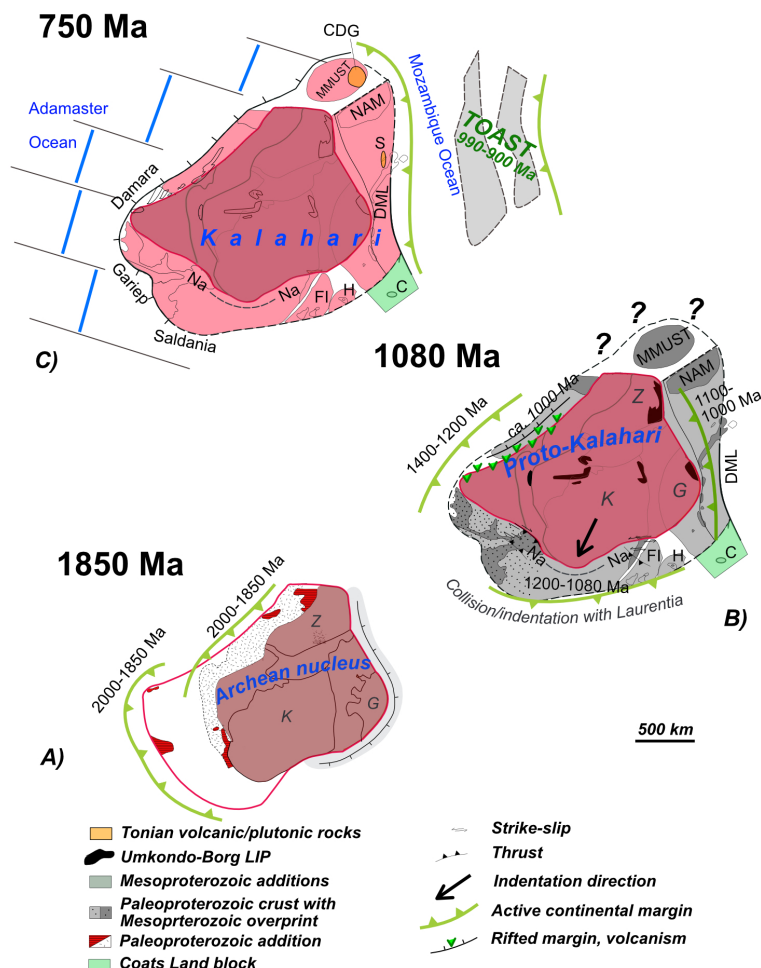 750 Ma
CDG
MMUST
NAM
Mozambique Ocean
TOAST
990-900 Ma
Adamaster
Ocean
Damara
S
DML
Kalahari
Gariep
Na
Na
FI
H
C
Saldania
C)
1080 Ma
? ? ?
MMUST
NAM
1100-
1000 Ma
ca. 1000 Ma
1400-1200 Ma
Z
Proto-Kalahari
K
G
DML
Na
Na
FI
H
C
1200-1080 Ma
Collision/indentation with Laurentia
B)
1850 Ma
2000-1850 Ma
2000-1850 Ma
Z
Archean nucleus
K
G
A)
500 km
Tonian volcanic/plutonic rocks
Umkondo-Borg LIP
Mesoproterozoic additions
Paleoproterozoic crust with
Mesoprterozoic overprint
Paleoproterozoic addition
Coats Land block
Strike-slip
Thrust
Indentation direction
Active continental margin
Rifted margin, volcanism